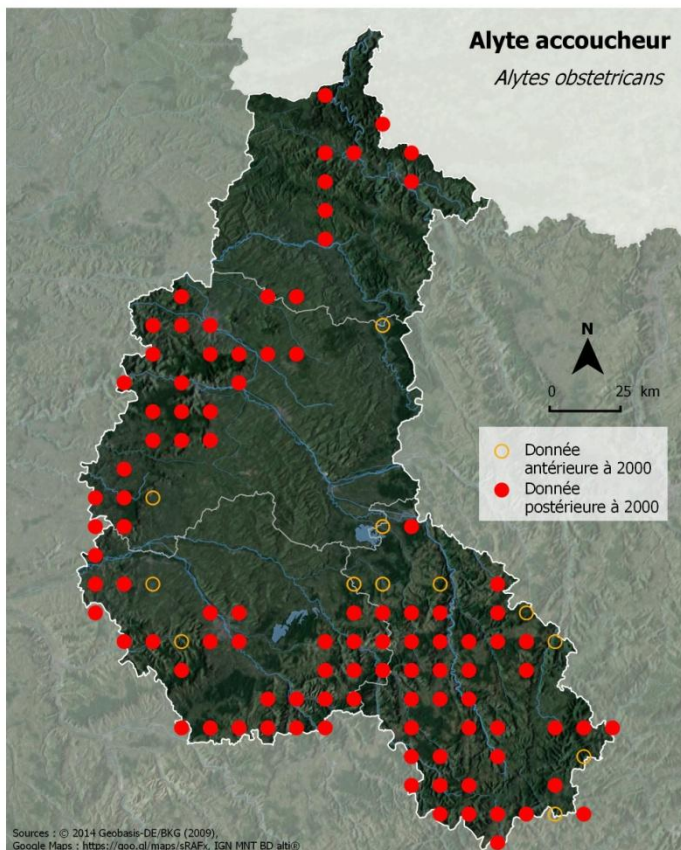 Alyte accoucheur
Alytes obstetricans
N
0 25 km
Donnée
antérieure à 2000
Donnée
postérieure à 2000
Sources : © 2014 Geobasis-DE/BKG (2009),
Google Maps : https://goo.gl/maps/sRAFx, IGN MNT BD alti®